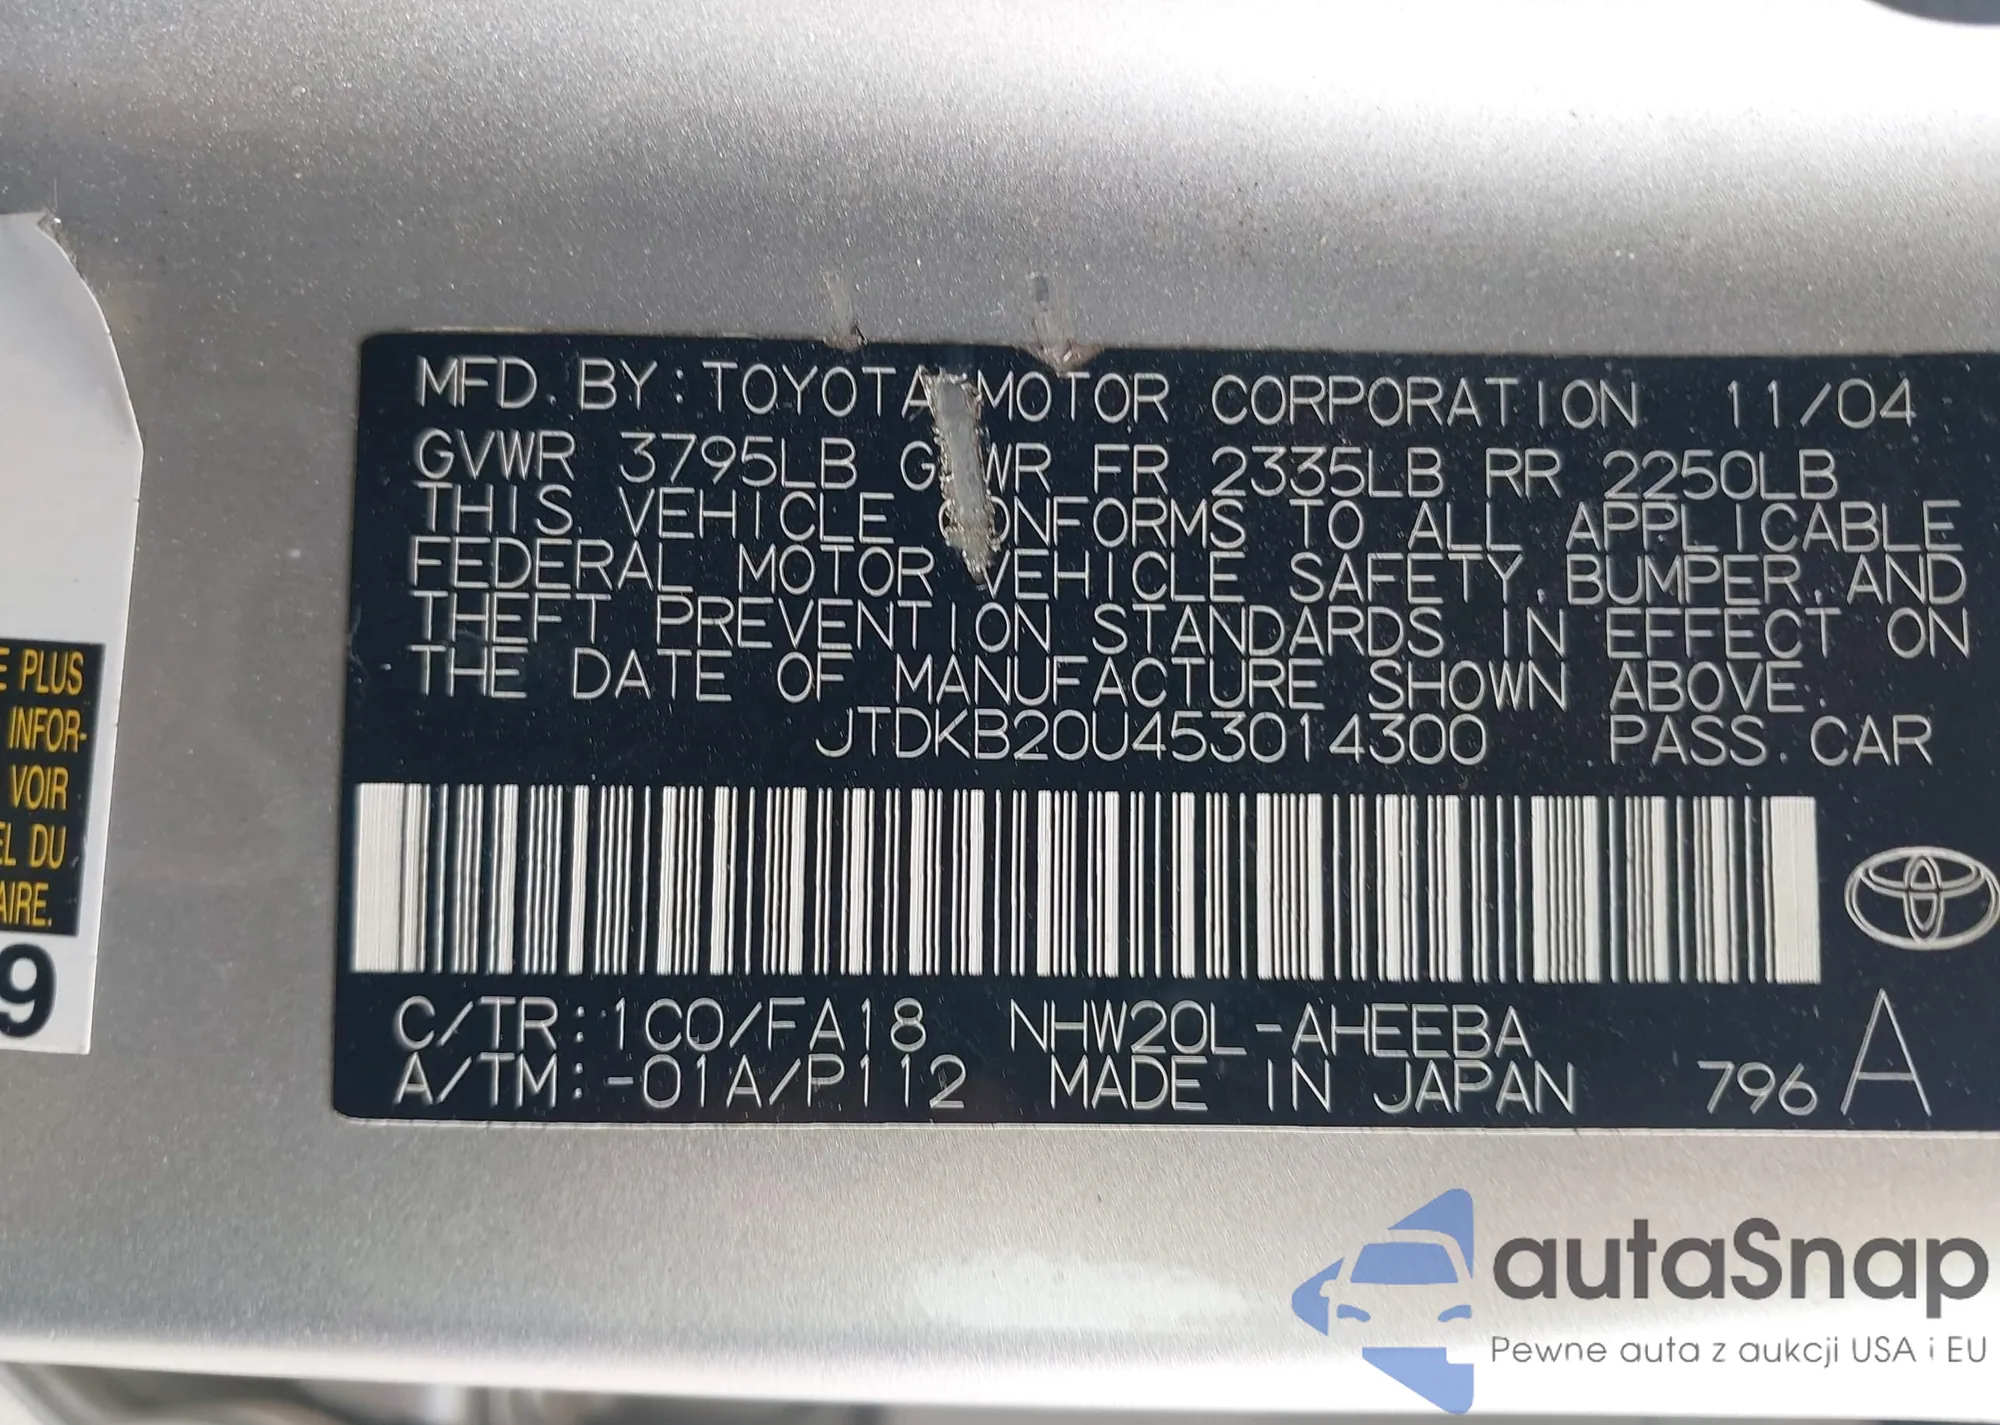 MFD. BY: TOYOTA MOTOR CORPORATION 11/04
GVWR 3795LB G WR FR 2335LB RR 2250LB
THIS VEHICLE CONFORMS TO ALL APPLICABLE
FEDERAL MOTOR VEHICLE SAFETY, BUMPER, AND
THEFT PREVENTION STANDARDS IN EFFECT ON
THE DATE OF MANUFACTURE SHOWN ABOVE.
JTDKB20U453014300 PASS. CAR
C/TR: 1C0/FA18 NHW20L-AHEEBA
A/TM: -01A/P112 MADE IN JAPAN 796 A
E PLUS
INFOR-
VOIR
EL DU
AIRE.
9
autaSnap
Pewne auta z aukcji USA i EU